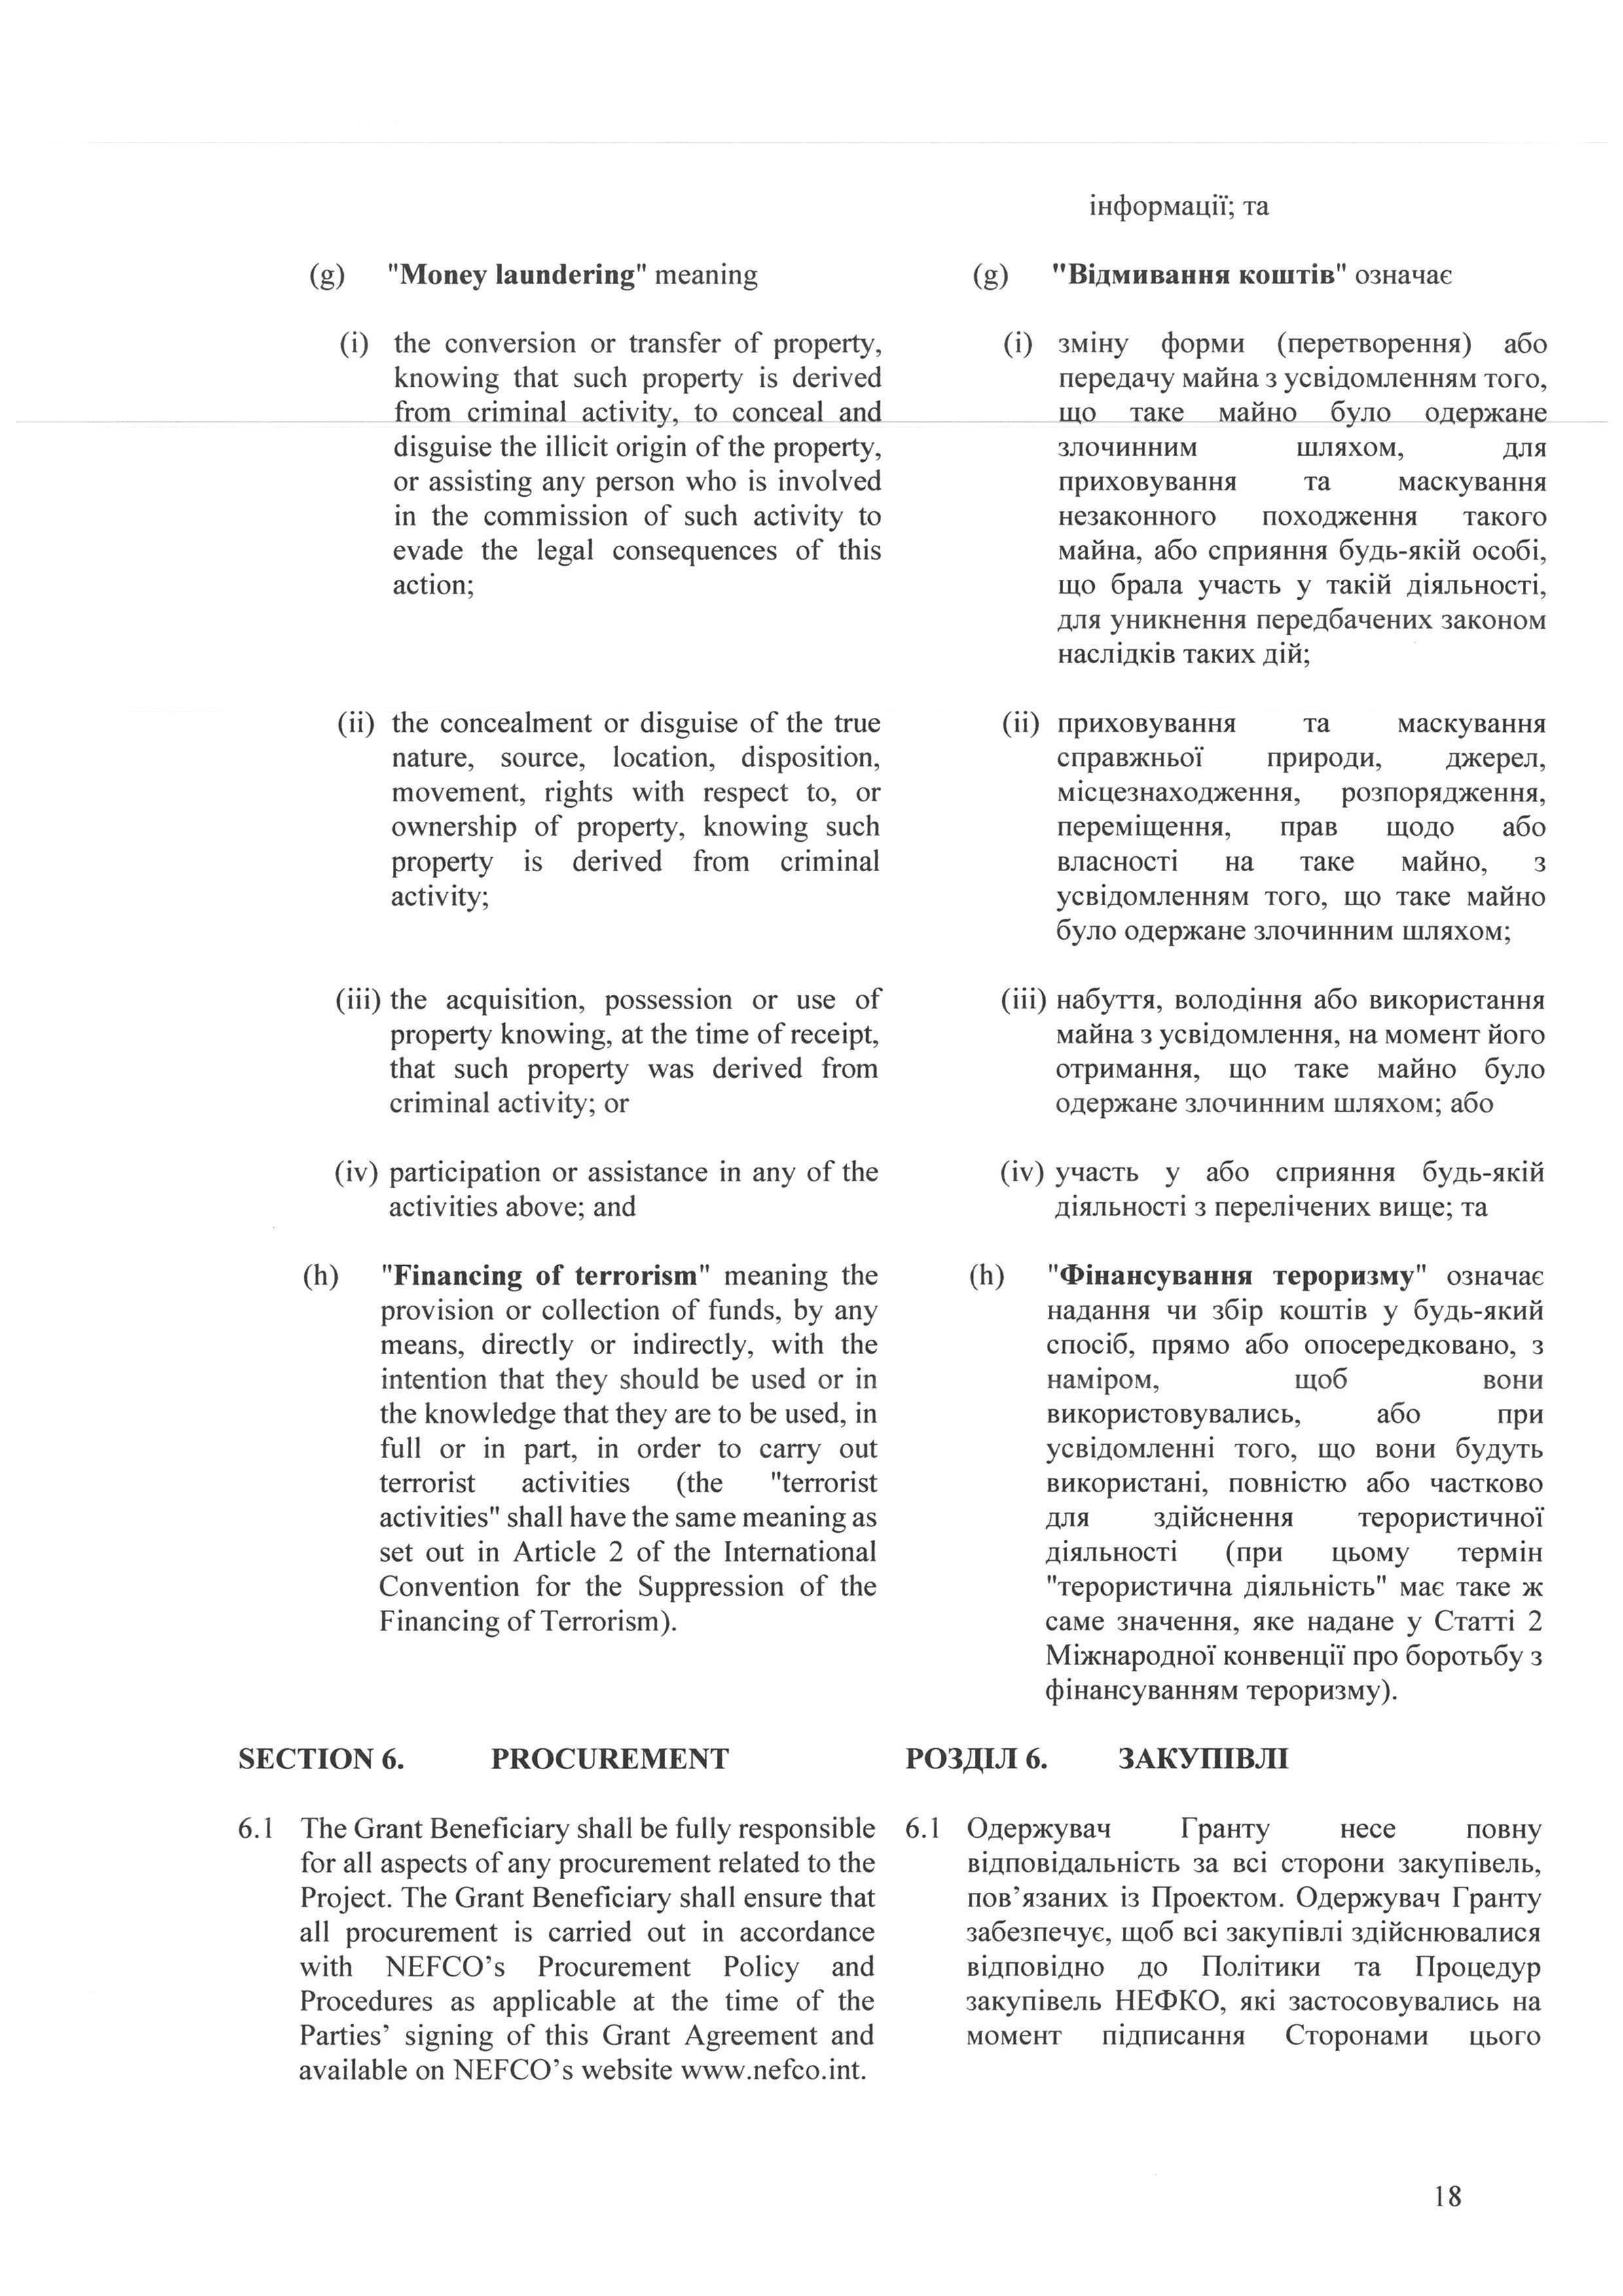 інформації; та
(g) "Money laundering" meaning
(i) the conversion or transfer of property,
knowing that such property is derived
from criminal activity, to conceal and
disguise the illicit origin of the property,
or assisting any person who is involved
in the commission of such activity to
evade the legal consequences of this
action;
(ii) the concealment or disguise of the true
nature, source, location, disposition,
movement, rights with respect to, or
ownership of property, knowing such
property is derived from criminal
activity;
(iii) the acquisition, possession or use of
property knowing, at the time of receipt,
that such property was derived from
criminal activity; or
(iv) participation or assistance in any of the
activities above; and
(h) "Financing of terrorism" meaning the
provision or collection of funds, by any
means, directly or indirectly, with the
intention that they should be used or in
the knowledge that they are to be used, in
full or in part, in order to carry out
terrorist activities (the "terrorist
activities" shall have the same meaning as
set out in Article 2 of the International
Convention for the Suppression of the
Financing of Terrorism).
SECTION 6. PROCUREMENT
6.1 The Grant Beneficiary shall be fully responsible
for all aspects of any procurement related to the
Project. The Grant Beneficiary shall ensure that
all procurement is carried out in accordance
with NEFCO’s Procurement Policy and
Procedures as applicable at the time of the
Parties’ signing of this Grant Agreement and
available on NEFCO’s website www.nefco.int.
(g) "Відмивання коштів" означає
(i) зміну форми (перетворення) або
передачу майна з усвідомленням того,
що таке майно було одержане
злочинним шляхом, для
приховування та маскування
незаконного походження такого
майна, або сприяння будь-якій особі,
що брала участь у такій діяльності,
для уникнення передбачених законом
наслідків таких дій;
(ii) приховування та маскування
справжньої природи, джерел,
місцезнаходження, розпорядження,
переміщення, прав щодо або
власності на таке майно, з
усвідомленням того, що таке майно
було одержане злочинним шляхом;
(iii) набуття, володіння або використання
майна з усвідомлення, на момент його
отримання, що таке майно було
одержане злочинним шляхом; або
(iv) участь у або сприяння будь-якій
діяльності з перелічених вище; та
(h) "Фінансування тероризму" означає
надання чи збір коштів у будь-який
спосіб, прямо або опосередковано, з
наміром, щоб вони
використовувались, або при
усвідомленні того, що вони будуть
використані, повністю або частково
для здійснення терористичної
діяльності (при цьому термін
"терористична діяльність" має таке ж
саме значення, яке надане у Статті 2
Міжнародної конвенції про боротьбу з
фінансуванням тероризму).
РОЗДІЛ 6. ЗАКУПІВЛІ
6.1 Одержувач Гранту несе повну
відповідальність за всі сторони закупівель,
пов’язаних із Проектом. Одержувач Гранту
забезпечує, щоб всі закупівлі здійснювалися
відповідно до Політики та Процедур
закупівель НЕФКО, які застосовувались на
момент підписання Сторонами цього
18